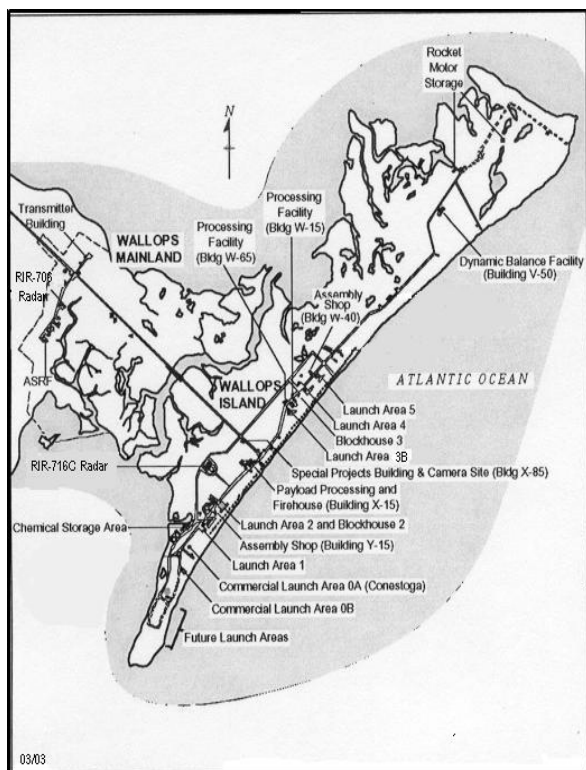 Rocket
Motor
Storage
N
Transmitter
Building
WALLOPS
MAINLAND
Processing
Facility
(Bldg W-65)
Processing
Facility
(Bldg W-15)
RIR-706
Radar
Dynamic Balance Facility
(Building V-50)
Assembly
Shop
(Bldg W-40)
ASRF
WALLOPS
ISLAND
ATLANTIC OCEAN
Launch Area 5
Launch Area 4
Blockhouse 3
Launch Area 3B
RIR-716C Radar
Special Projects Building & Camera Site (Bldg X-85)
Payload Processing and
Firehouse (Building X-15)
Chemical Storage Area
Launch Area 2 and Blockhouse 2
Assembly Shop (Building Y-15)
Launch Area 1
Commercial Launch Area 0A (Conestoga)
Commercial Launch Area 0B
Future Launch Areas
03/03